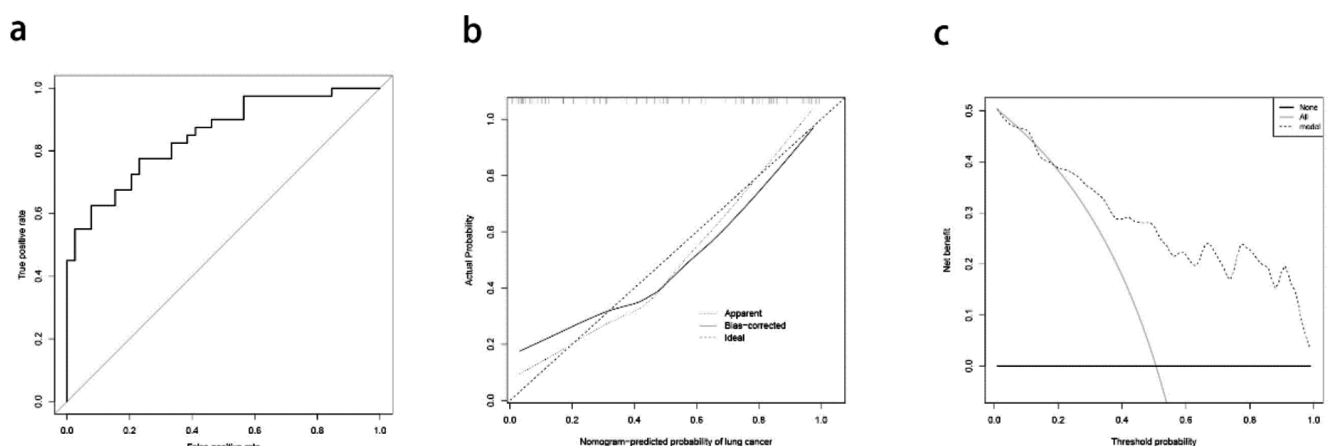 a
b
c
1.0
0.8
0.6
0.4
0.2
0.0
True positive rate
0.0 0.2 0.4 0.6 0.8 1.0
False positive rate
1.0
0.8
0.6
0.4
0.2
0.0
Actual Probability
Apparent
Bias-corrected
Ideal
0.0 0.2 0.4 0.6 0.8 1.0
Nomogram-predicted probability of lung cancer
None
All
model
0.5
0.4
0.3
0.2
0.1
0.0
Net benefit
0.0 0.2 0.4 0.6 0.8 1.0
Threshold probability